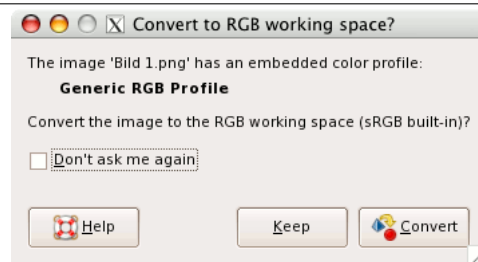 Convert to RGB working space?
The image 'Bild 1.png' has an embedded color profile:
Generic RGB Profile
Convert the image to the RGB working space (sRGB built-in)?
Don't ask me again
Help
Keep
Convert